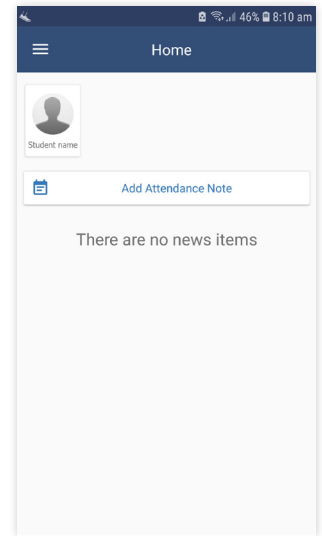 46% 8:10 am
Home
Student name
Add Attendance Note
There are no news items